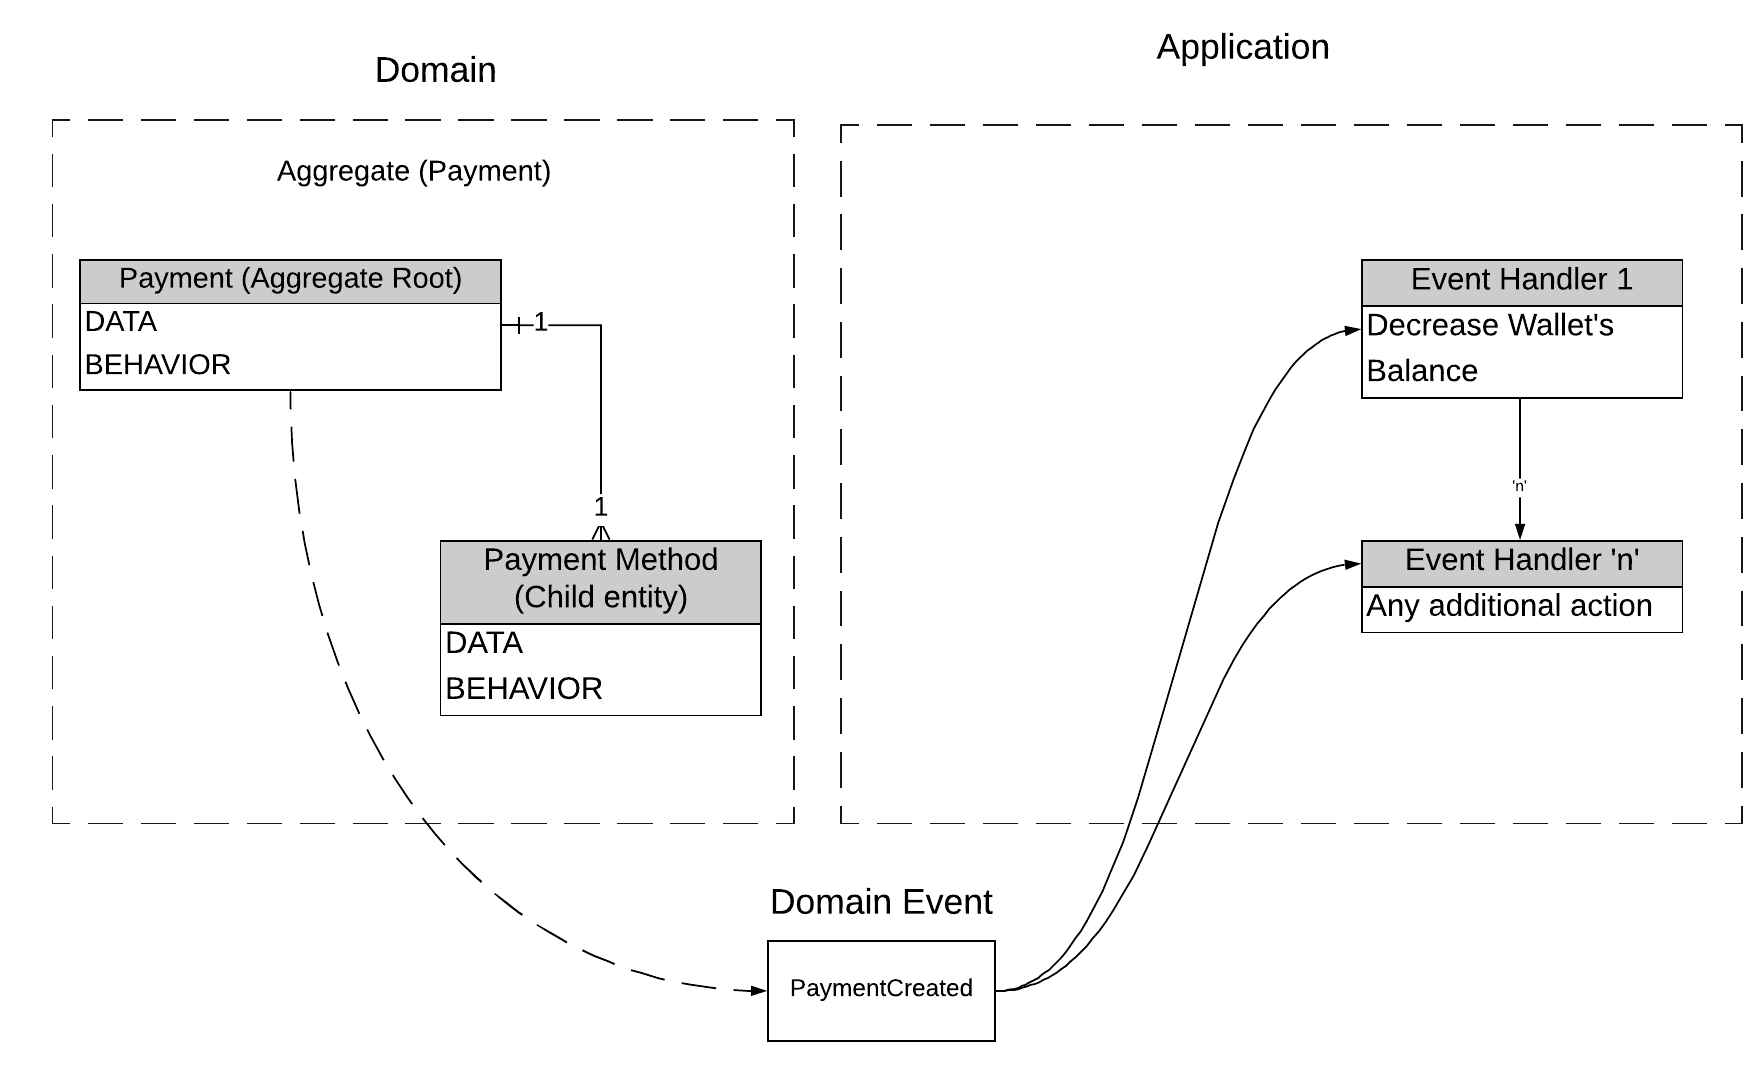 Domain
Application
Aggregate (Payment)
Payment (Aggregate Root)
DATA
BEHAVIOR
1
1
Payment Method
(Child entity)
DATA
BEHAVIOR
Event Handler 1
Decrease Wallet's
Balance
'n'
Event Handler 'n'
Any additional action
Domain Event
PaymentCreated